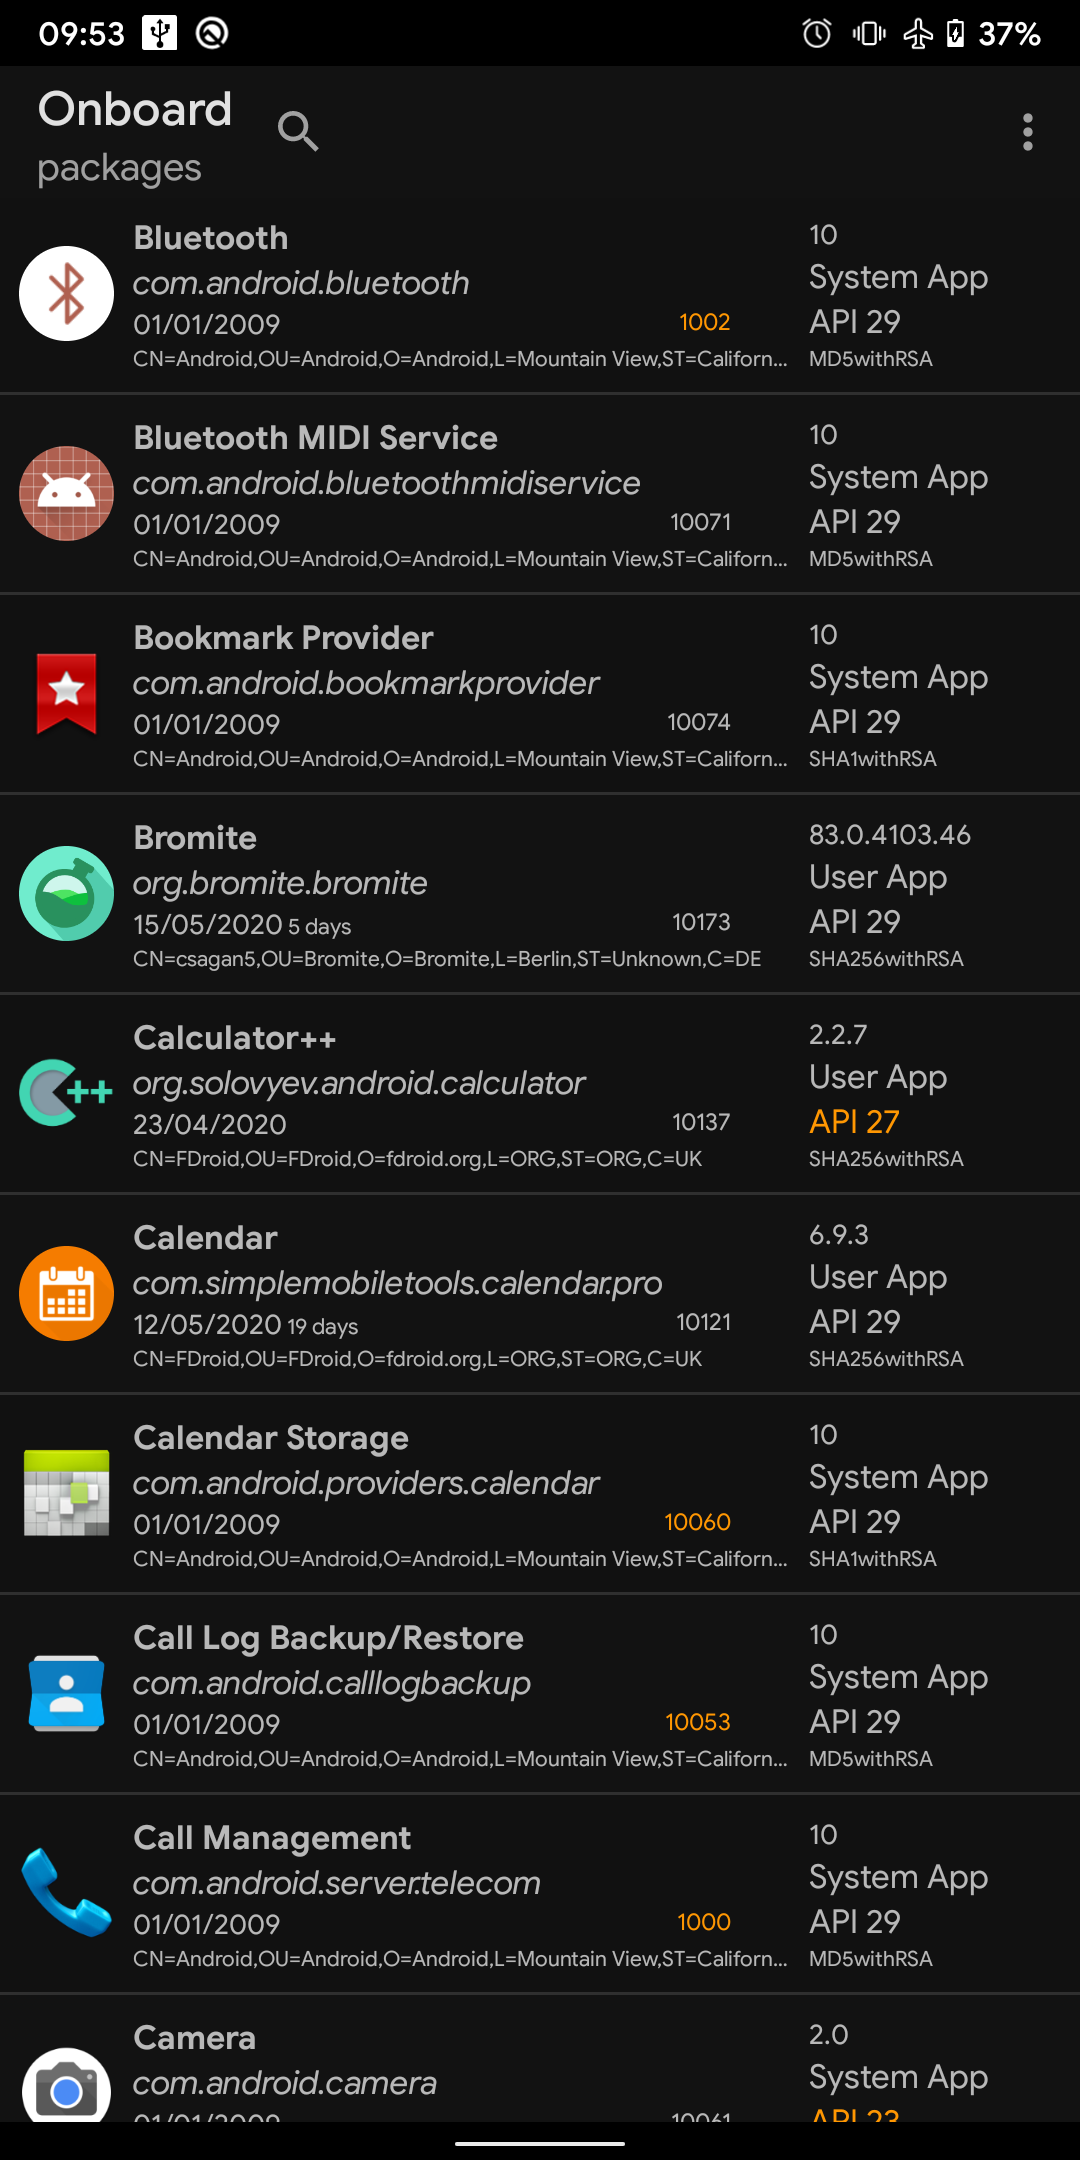 09:53 37%
Onboard
packages
Bluetooth 10
com.android.bluetooth System App
01/01/2009 1002 API 29
CN=Android,OU=Android,O=Android,L=Mountain View,ST=Californ... MD5withRSA
Bluetooth MIDI Service 10
com.android.bluetoothmidiservice System App
01/01/2009 10071 API 29
CN=Android,OU=Android,O=Android,L=Mountain View,ST=Californ... MD5withRSA
Bookmark Provider 10
com.android.bookmarkprovider System App
01/01/2009 10074 API 29
CN=Android,OU=Android,O=Android,L=Mountain View,ST=Californ... SHA1withRSA
Bromite 83.0.4103.46
org.bromite.bromite User App
15/05/2020 5 days 10173 API 29
CN=csagan5,OU=Bromite,O=Bromite,L=Berlin,ST=Unknown,C=DE SHA256withRSA
Calculator++ 2.2.7
org.solovyev.android.calculator User App
23/04/2020 10137 API 27
CN=FDroid,OU=FDroid,O=fdroid.org,L=ORG,ST=ORG,C=UK SHA256withRSA
Calendar 6.9.3
com.simplemobiletools.calendar.pro User App
12/05/2020 19 days 10121 API 29
CN=FDroid,OU=FDroid,O=fdroid.org,L=ORG,ST=ORG,C=UK SHA256withRSA
Calendar Storage 10
com.android.providers.calendar System App
01/01/2009 10060 API 29
CN=Android,OU=Android,O=Android,L=Mountain View,ST=Californ... SHA1withRSA
Call Log Backup/Restore 10
com.android.calllogbackup System App
01/01/2009 10053 API 29
CN=Android,OU=Android,O=Android,L=Mountain View,ST=Californ... MD5withRSA
Call Management 10
com.android.server.telecom System App
01/01/2009 1000 API 29
CN=Android,OU=Android,O=Android,L=Mountain View,ST=Californ... MD5withRSA
Camera 2.0
com.android.camera System App
01/01/2009 10061 API 23